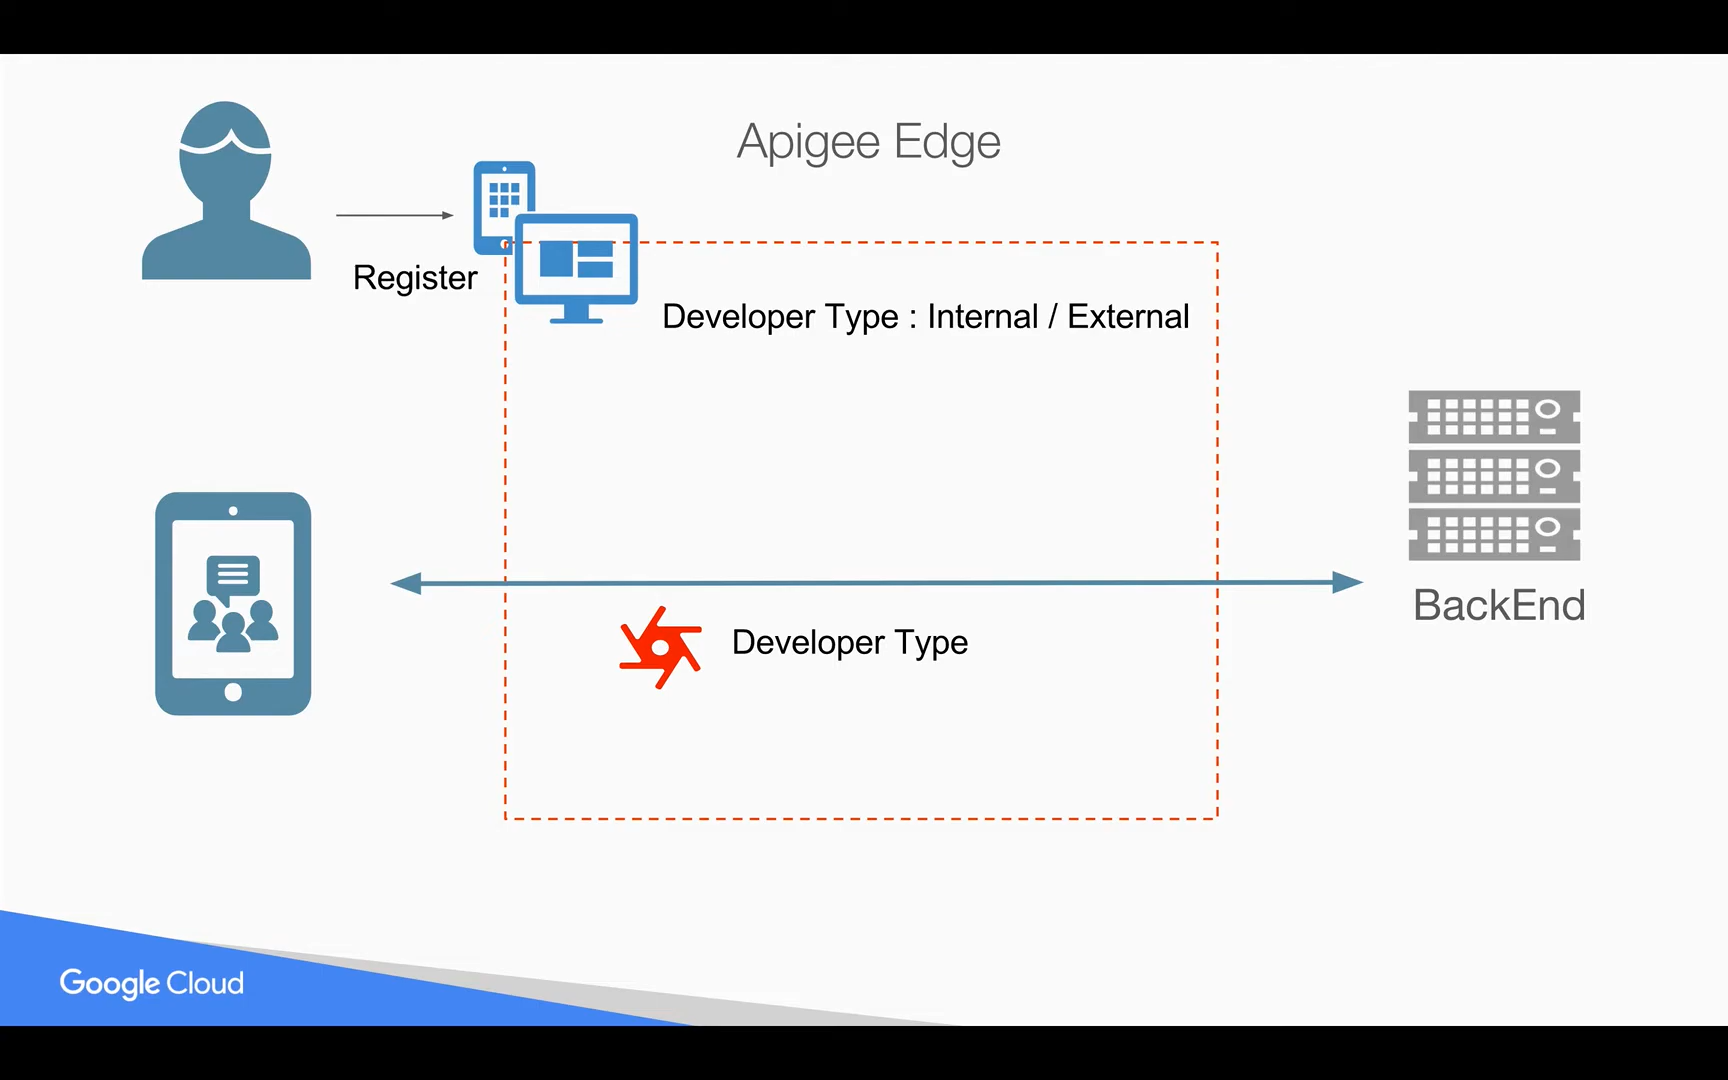 Apigee Edge
Register
Developer Type : Internal / External
Developer Type
BackEnd
Google Cloud